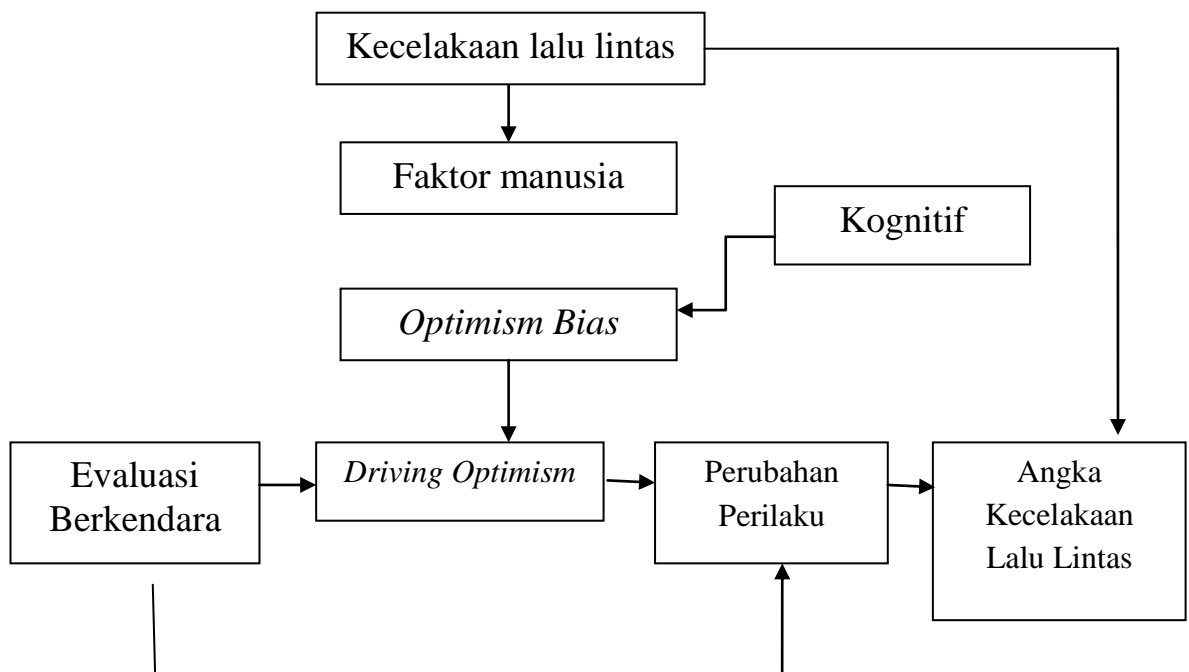 Kecelakaan lalu lintas
Faktor manusia
Kognitif
Optimism Bias
Evaluasi
Berkendara
Driving Optimism
Perubahan
Perilaku
Angka
Kecelakaan
Lalu Lintas